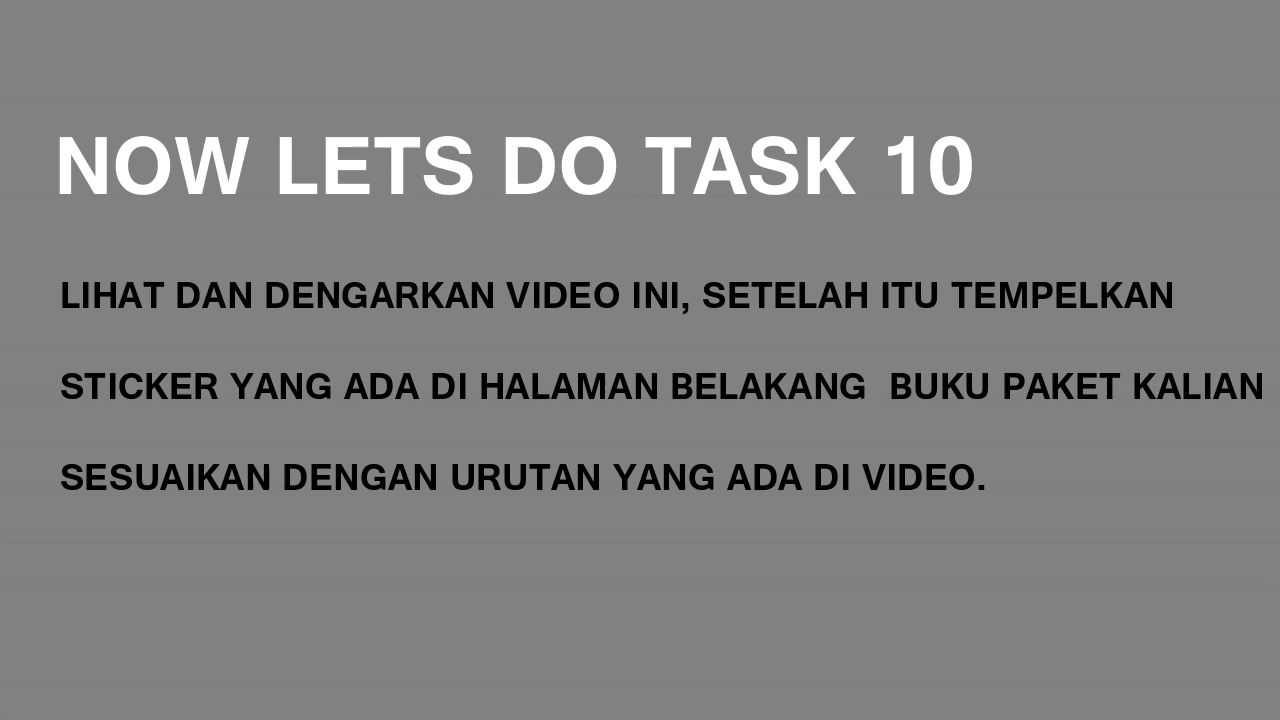 NOW LETS DO TASK 10
LIHAT DAN DENGARKAN VIDEO INI, SETELAH ITU TEMPELKAN
STICKER YANG ADA DI HALAMAN BELAKANG  BUKU PAKET KALIAN
SESUAIKAN DENGAN URUTAN YANG ADA DI VIDEO.